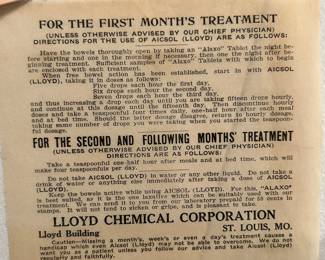 FOR THE FIRST MONTH'S TREATMENT
(UNLESS OTHERWISE ADVISED BY OUR CHIEF PHYSICIAN)
DIRECTIONS FOR THE USE OF AICSOL (LLOYD) ARE AS FOLLOWS:
Have the bowels thoroughly open by taking an "Alaxo" Tablet the night before starting and one in the morning if necessary, then one the night after beginning treatment. Sufficient samples of "Alaxo" Tablets with which to begin are enclosed with each treatment.
When free bowel action has been established, start in with AICSOL
(LLOYD), taking it in doses as follows:
Five drops each hour the first day.
Six drops each hour the second day.
Seven drops each hour the third day,
and thus increasing a drop each day, until you are taking fifteen drops hourly,
and continue at this dosage until the fifteenth day. Then discontinue hourly
doses and take a teaspoonful four times daily, one-half hour after each meal
and at bed time. Should the latter dosage disagree, return to hourly dosage,
taking same number of drops you were taking when you started the teaspoonful dosage.
FOR THE SECOND AND FOLLOWING MONTHS' TREATMENT
(UNLESS OTHERWISE ADVISED BY OUR CHIEF PHYSICIAN)
DIRECTIONS ARE AS FOLLOWS:
Take a teaspoonful one-half hour after meals and at bedtime, which will
make four teaspoonfuls per day.
Do not take AICSOL (LLOYD) in water or any other liquid. Do not take a
drink of water or anything else immediately after taking a dose of AICSOL
(LLOYD).
Keep the bowels active while using AICSOL (LLOYD). For this, "ALAXO"
is best suited, as it is the one laxative which can be suitably used with our
treatment. We can send it to you from our laboratory prepaid for 55 cents in
stamps. It will not tend to sicken or gripe, and is pleasant to take.
LLOYD CHEMICAL CORPORATION
Lloyd Building
ST. LOUIS, MO.
Caution—Missing a month's, week's or even a day's treatment causes a
handicap which even Aicsol (Lloyd) may not be able to overcome. We do not
want you as a patient unless you follow our advice and take Aicsol (Lloyd)
regularly and faithfully.